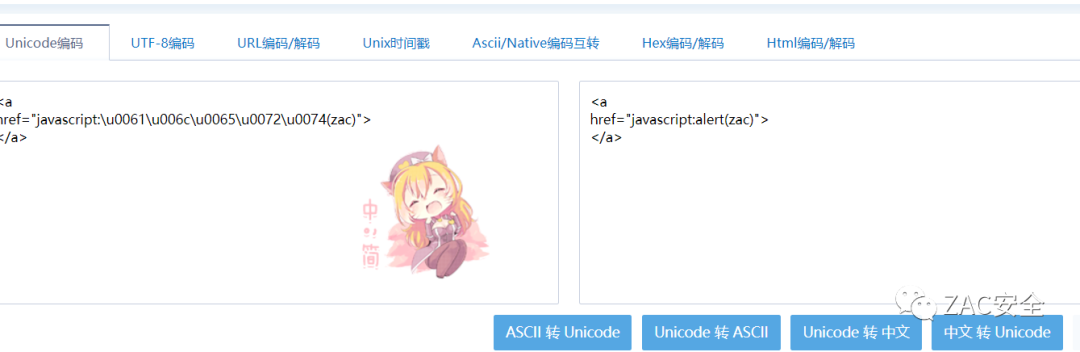 Unicode编码 UTF-8编码 URL编码/解码 Unix时间戳 Ascii/Native编码互转 Hex编码/解码 Html编码/解码
<a
href="javascript:\u0061\u006c\u0065\u0072\u0074(zac)">
</a>
<a
href="javascript:alert(zac)">
</a>
ZAC安全
ASCII 转 Unicode Unicode 转 ASCII Unicode 转 中文 中文 转 Unicode